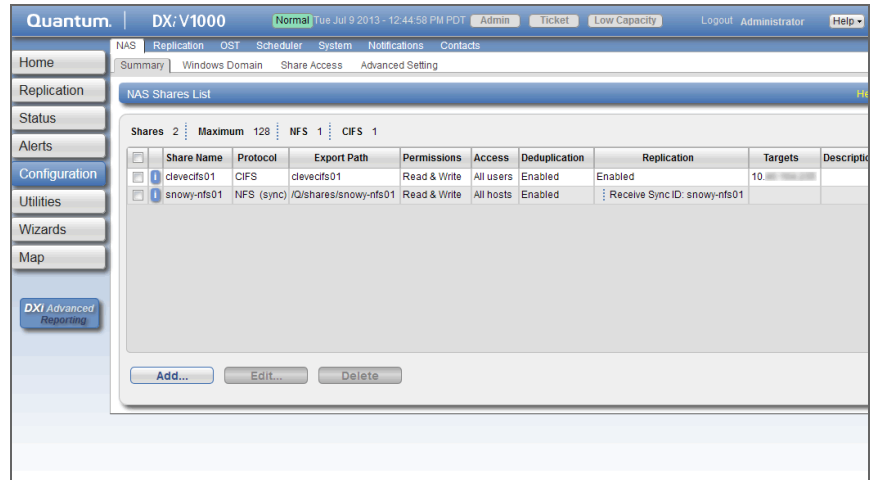 Quantum. DXi V1000 Normal Tue Jul 9 2013 - 12:44:58 PM PDT Admin Ticket Low Capacity Logout Administrator Help
NAS Replication OST Scheduler System Notifications Contacts
Summary Windows Domain Share Access Advanced Setting
Home
Replication
Status
Alerts
Configuration
Utilities
Wizards
Map
DXi Advanced
Reporting
NAS Shares List He
Shares 2 Maximum 128 NFS 1 CIFS 1
Share Name Protocol Export Path Permissions Access Deduplication Replication Targets Descriptio
i clevecifs01 CIFS clevecifs01 Read & Write All users Enabled Enabled 10.
i snowy-nfs01 NFS (sync) /Q/shares/snowy-nfs01 Read & Write All hosts Enabled Receive Sync ID: snowy-nfs01
Add... Edit... Delete